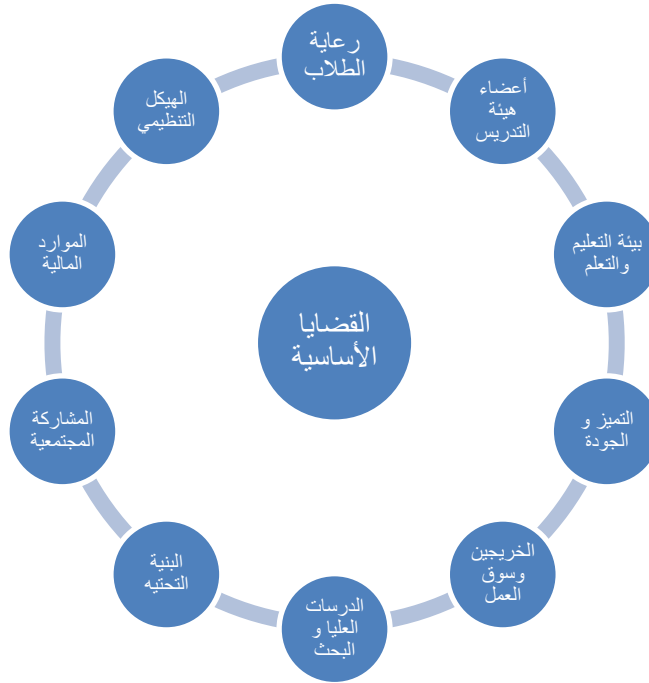 رعاية
الطلاب
أعضاء
هيئة
التدريس
بيئة التعليم
والتعلم
التميز و
الجودة
الخريجين
وسوق
العمل
الدرسات
العليا و
البحث
البنية
التحتيه
المشاركة
المجتمعية
الموارد
المالية
الهيكل
التنظيمي
القضايا
الأساسية